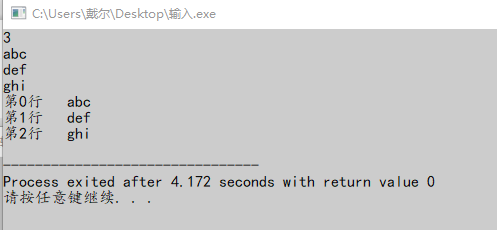 C:\Users\戴尔\Desktop\输入.exe
3
abc
def
ghi
第0行 abc
第1行 def
第2行 ghi
--------------------------------
Process exited after 4.172 seconds with return value 0
请按任意键继续. . .